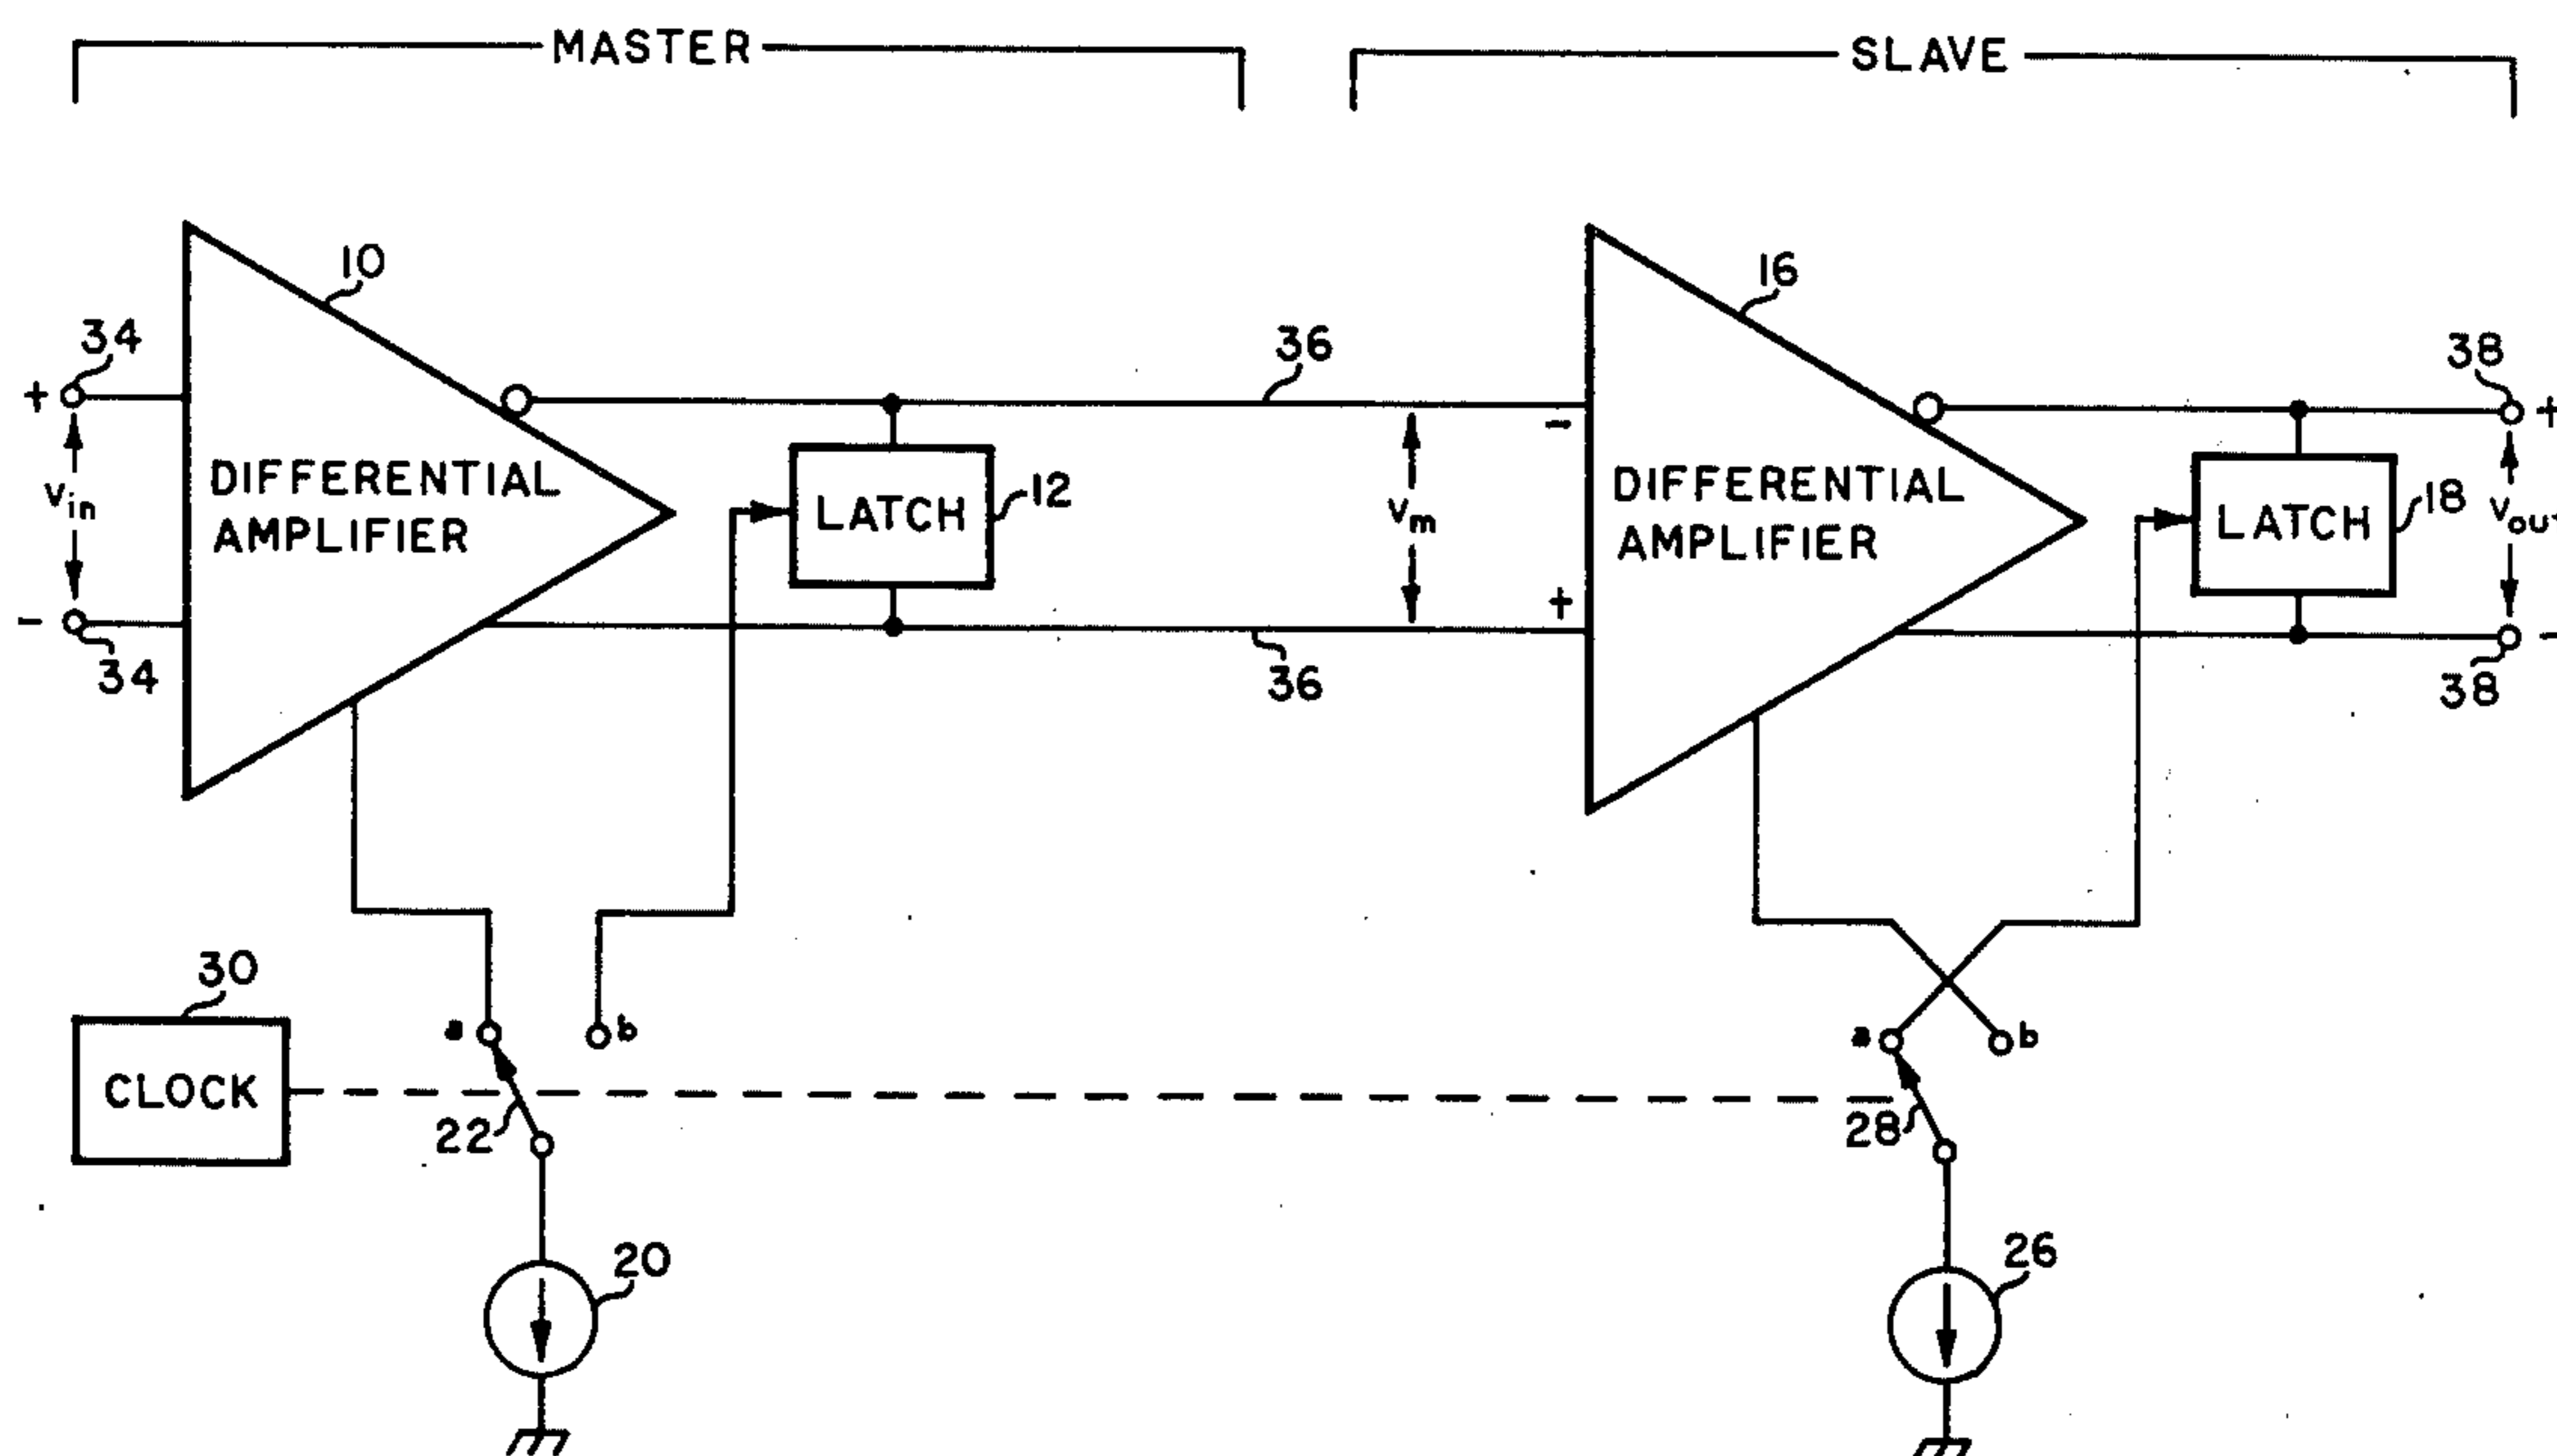 MASTER
SLAVE
10
16
34
36
38
+
-
+
DIFFERENTIAL
AMPLIFIER
LATCH
12
DIFFERENTIAL
AMPLIFIER
LATCH
18
vin
vm
vout
-
+
-
34
36
38
30
CLOCK
a
b
22
a
b
28
20
26